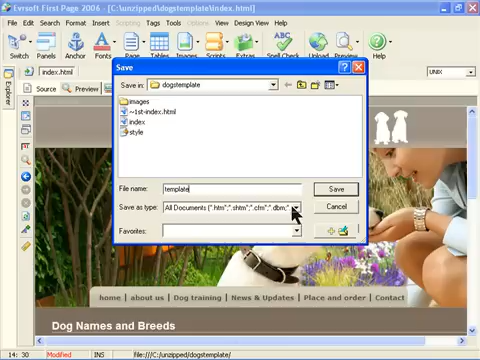 Evrsoft First Page 2006 - [C:\unzipped\dogstemplate\index.html]
File Edit Search Format Insert Scripting Tags Tools View Design View Help
Switch Panels Page Tables Images Scripts Extras Spell Check Upload Preview
index.html UNIX
Explorer
Source Preview
Save
Save in: dogstemplate
images
~1st-index.html
index
style
File name: template Save
Save as type: All Documents (*.htm;*.shtm;*.cfm;*.dbm;* Cancel
Favorites:
home about us Dog training News & Updates Place and order Contact
Dog Names and Breeds
14: 30 Modified INS file:///C:/unzipped/dogstemplate/